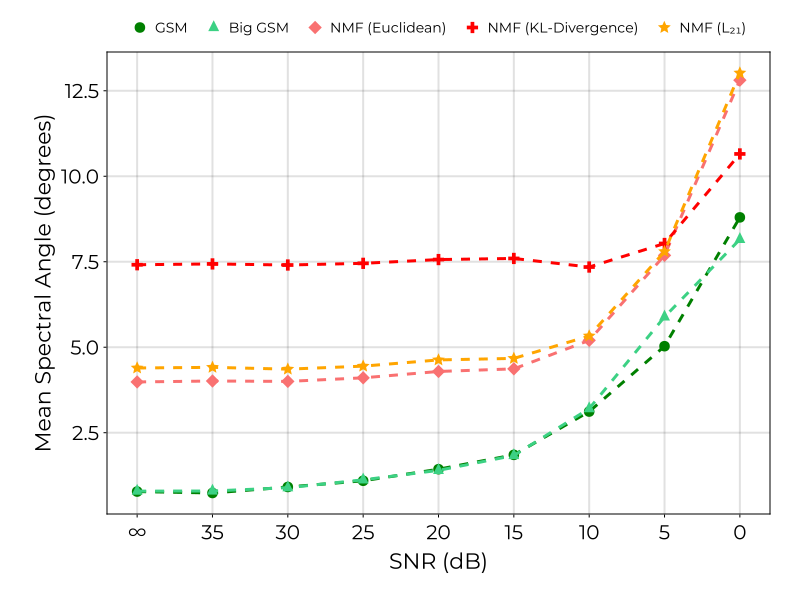 GSM Big GSM NMF (Euclidean) NMF (KL-Divergence) NMF (L₂₁)
Mean Spectral Angle (degrees)
12.5
10.0
7.5
5.0
2.5
∞ 35 30 25 20 15 10 5 0
SNR (dB)